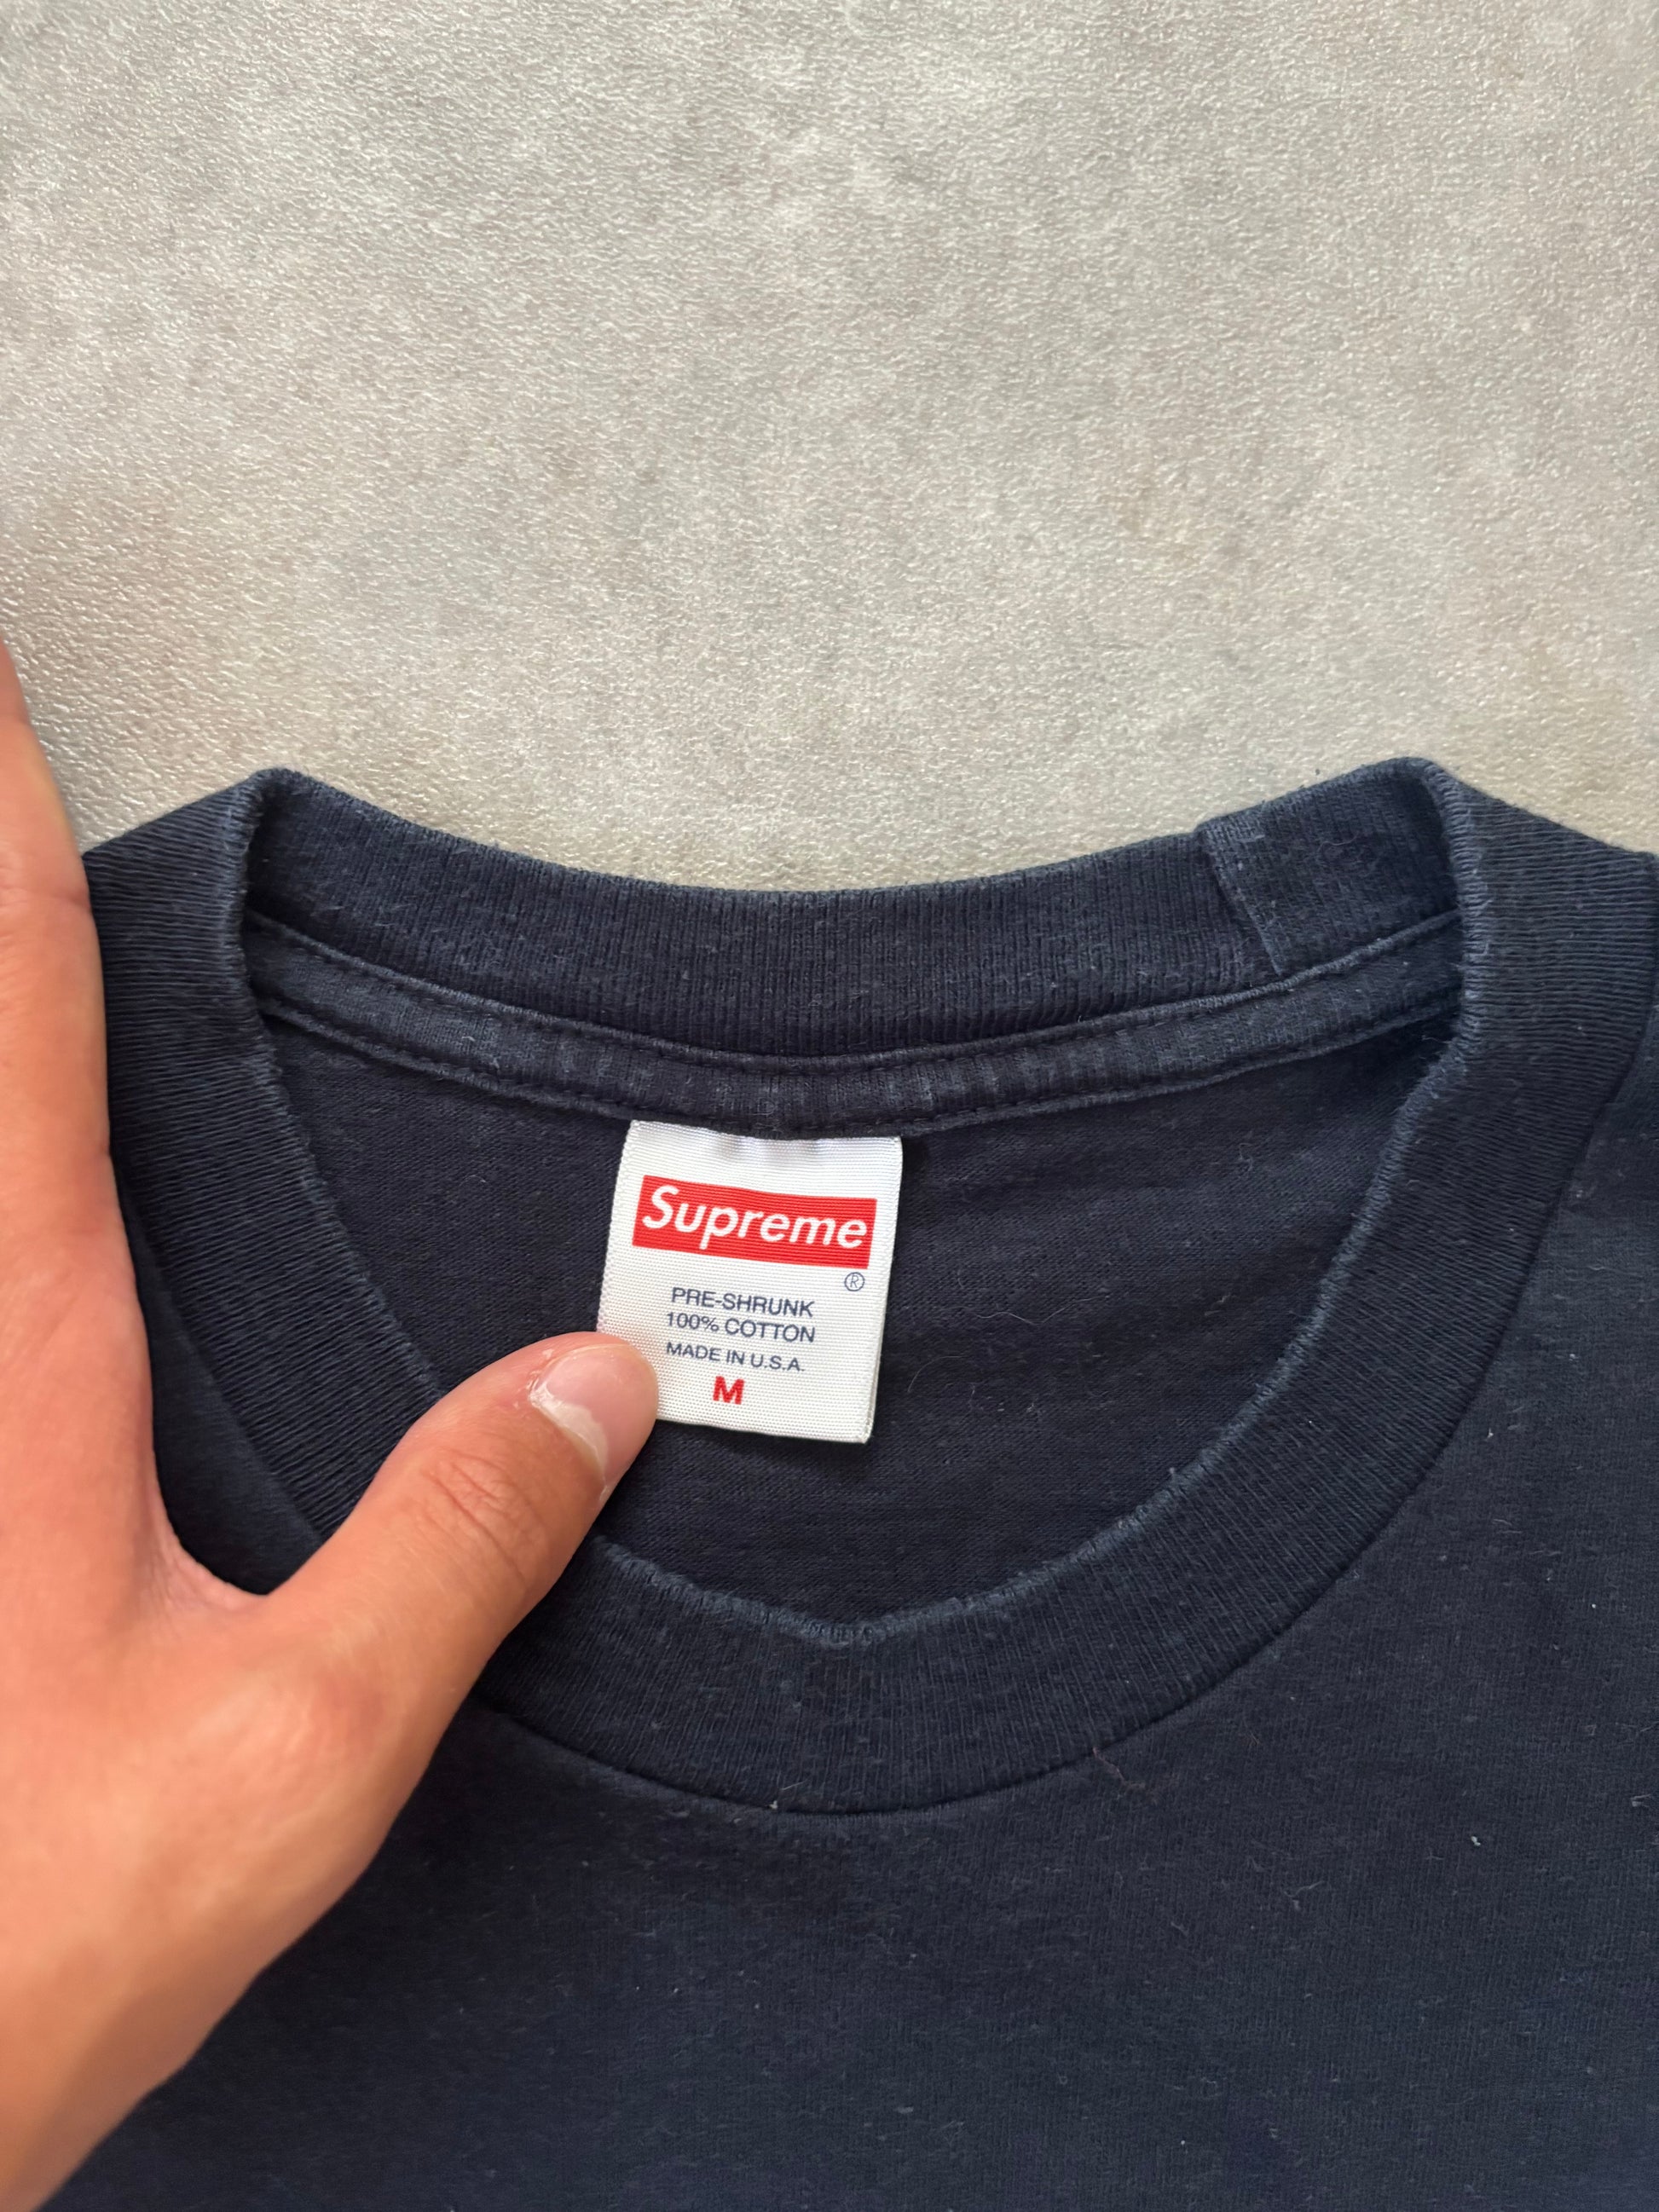 Supreme
®
PRE-SHRUNK
100% COTTON
MADE IN U.S.A.
M